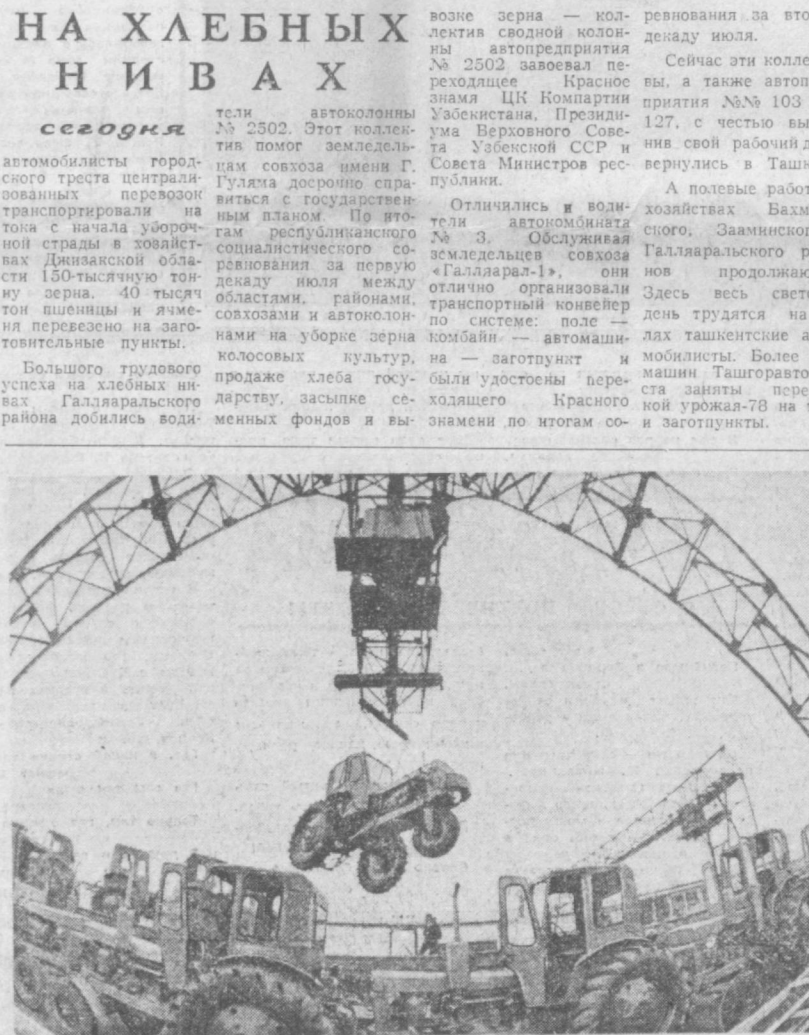 НА ХЛЕБНЫХ
НИВАХ
сегодня
автомобилисты город-
ского треста централи-
зованных перевозок
транспортировали на
тока с начала убороч-
ной страды в хозяйст-
вах Джизакской обла-
сти 150-тысячную тон-
ну зерна. 40 тысяч
тон пшеницы и ячме-
ня перевезено на заго-
товительные пункты.
Большого трудового
успеха на хлебных ни-
вах Галляаральского
района добились води-
тели автоколонны
№ 2502. Этот коллек-
тив помог земледель-
цам совхоза имени Г.
Гуляма досрочно спра-
виться с государствен-
ным планом. По ито-
гам республиканского
социалистического со-
ревнования за первую
декаду июля между
областями, районами,
совхозами и автоколон-
нами на уборке зерна
колосовых культур,
продаже хлеба госу-
дарству, засыпке се-
менных фондов и вы-
возке зерна — кол-
лектив сводной колон-
ны автопредприятия
№ 2502 завоевал пе-
реходящее Красное
знамя ЦК Компартии
Узбекистана, Президи-
ума Верховного Сове-
та Узбекской ССР и
Совета Министров рес-
публики.
Отличились и води-
тели автокомбината
№ 3. Обслуживая
земледельцев совхоза
«Галляарал-1», они
отлично организовали
транспортный конвейер
по системе: поле —
комбайн — автомаши-
на — заготпункт и
были удостоены пере-
ходящего Красного
знамени по итогам со-
ревнования за вто
декаду июля.
Сейчас эти колле
вы, а также автоп
приятия №№ 103
127, с честью вы
нив свой рабочий д
вернулись в Ташк
А полевые работ
хозяйствах Бахм
ского, Зааминског
Галляаральского р
нов продолжаю
Здесь весь свете
день трудятся на
лях ташкентские а
мобилисты. Более
машин Ташгоравто
ста заняты пере
кой урожая-78 на т
и заготпункты.